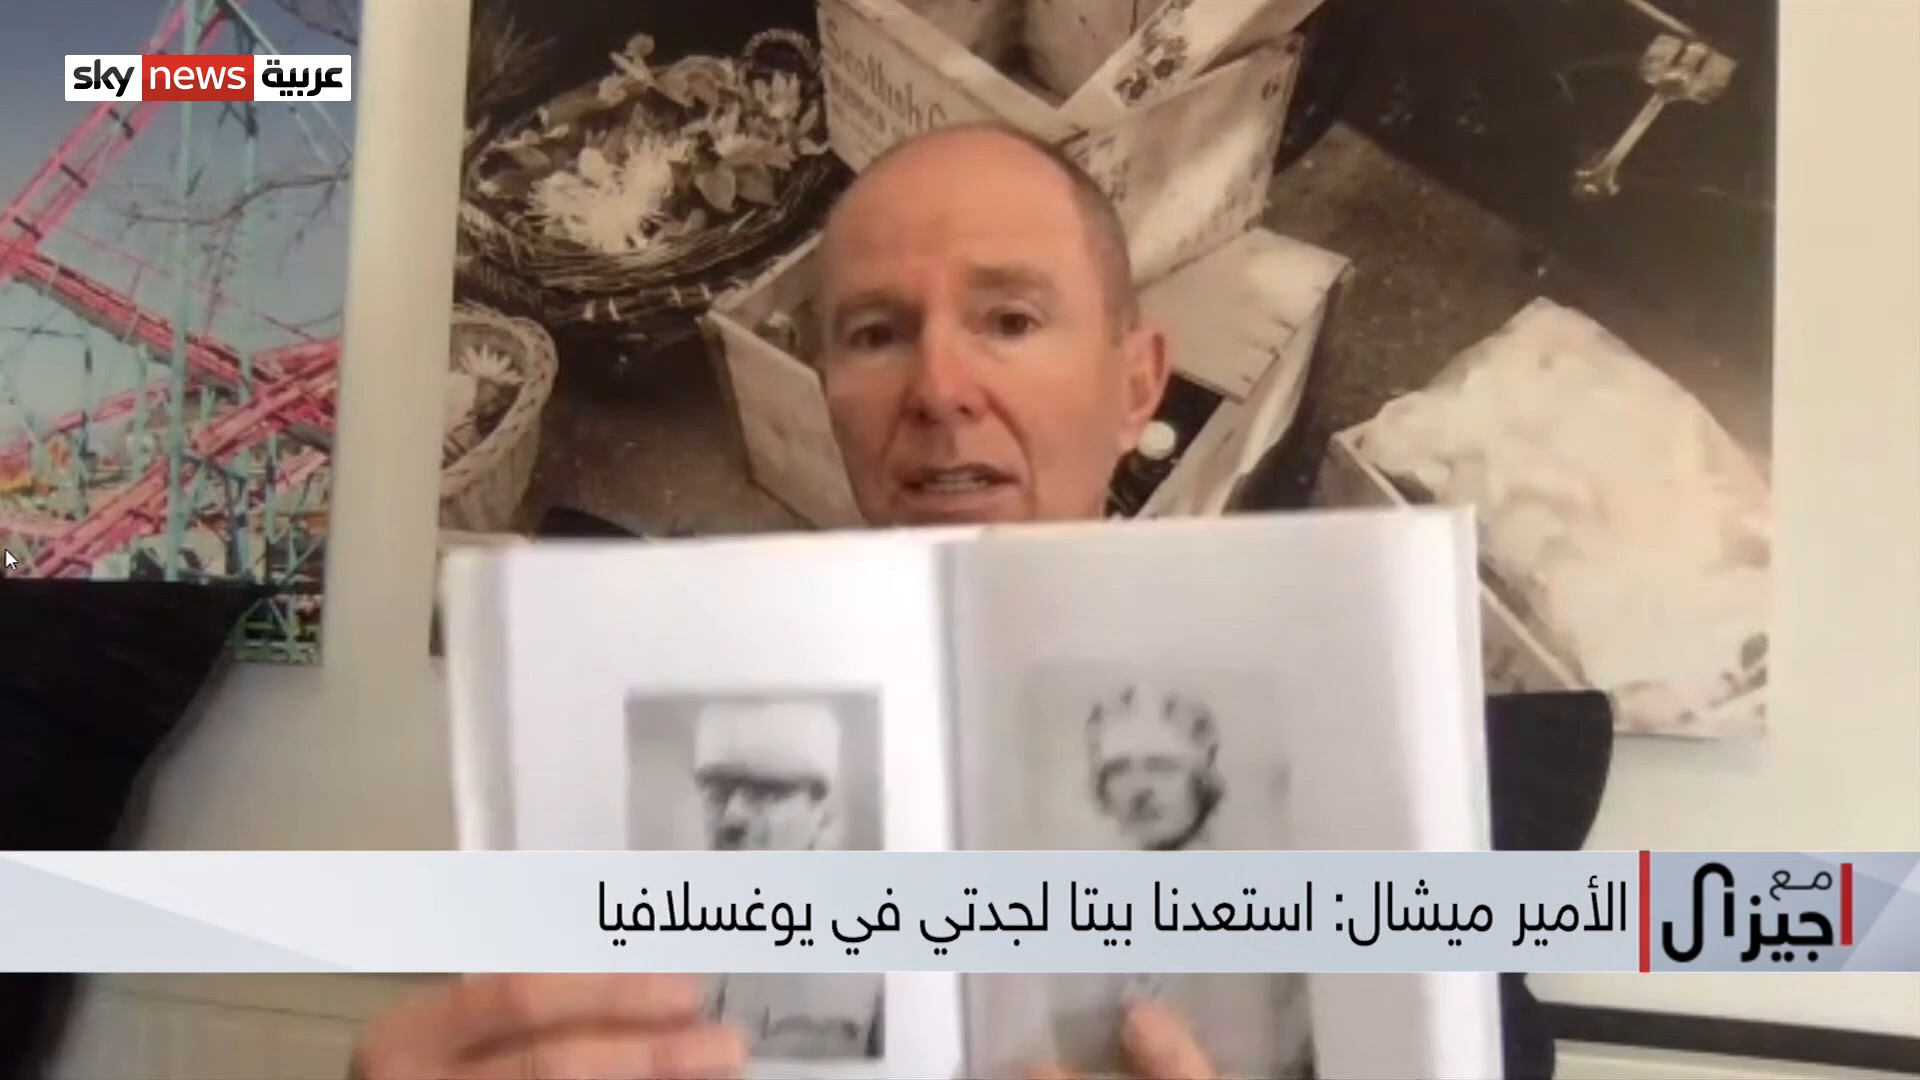 sky news عربية
الأمير ميشال: استعدنا بيتا لجدتي في يوغسلافيا
مع جيزال